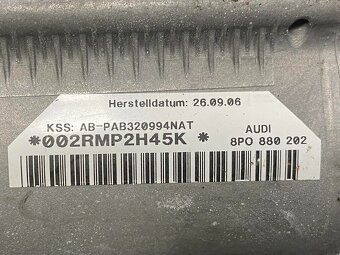 Herstelldatum: 26.09.06
KSS: AB-PAB320994NAT
*002RMP2H45K * AUDI
8P0 880 202